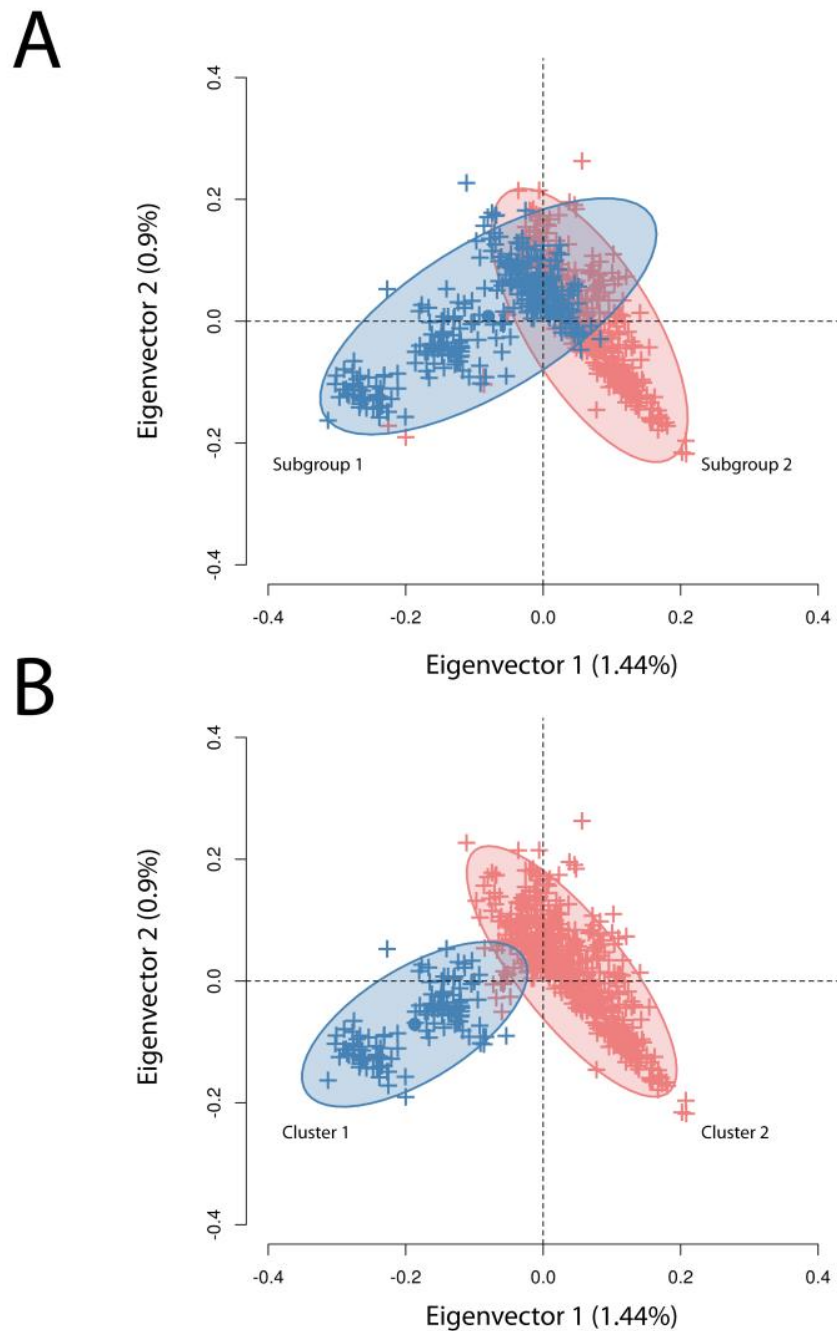 A
0.4
0.2
0.0
-0.2
-0.4
Eigenvector 2 (0.9%)
Subgroup 1
Subgroup 2
-0.4 -0.2 0.0 0.2 0.4
Eigenvector 1 (1.44%)
B
0.4
0.2
0.0
-0.2
-0.4
Eigenvector 2 (0.9%)
Cluster 1
Cluster 2
-0.4 -0.2 0.0 0.2 0.4
Eigenvector 1 (1.44%)